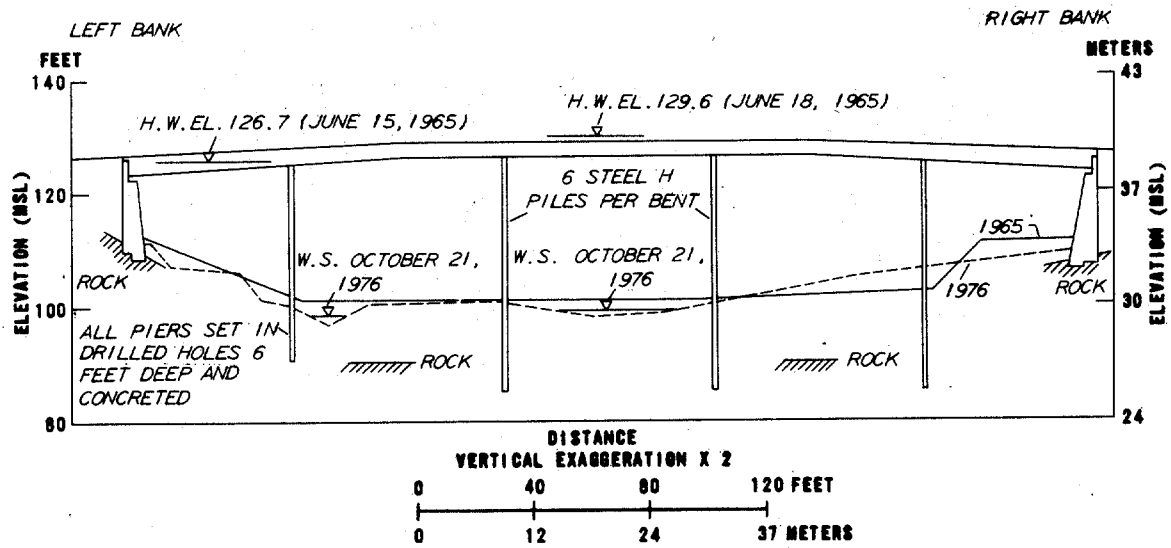 LEFT BANK
RIGHT BANK
FEET
METERS
140
43
H.W.EL.126.7 (JUNE 15, 1965)
H.W.EL.129.6 (JUNE 18, 1965)
120
37
6 STEEL H
PILES PER BENT
1965
W.S. OCTOBER 21,
1976
W.S. OCTOBER 21,
1976
1976
ROCK
ROCK
100
30
ELEVATION (MSL)
ELEVATION (MSL)
ALL PIERS SET IN
DRILLED HOLES 6
FEET DEEP AND
CONCRETED
ROCK
ROCK
80
24
DISTANCE
VERTICAL EXAGGERATION X 2
0 40 80 120 FEET
0 12 24 37 METERS